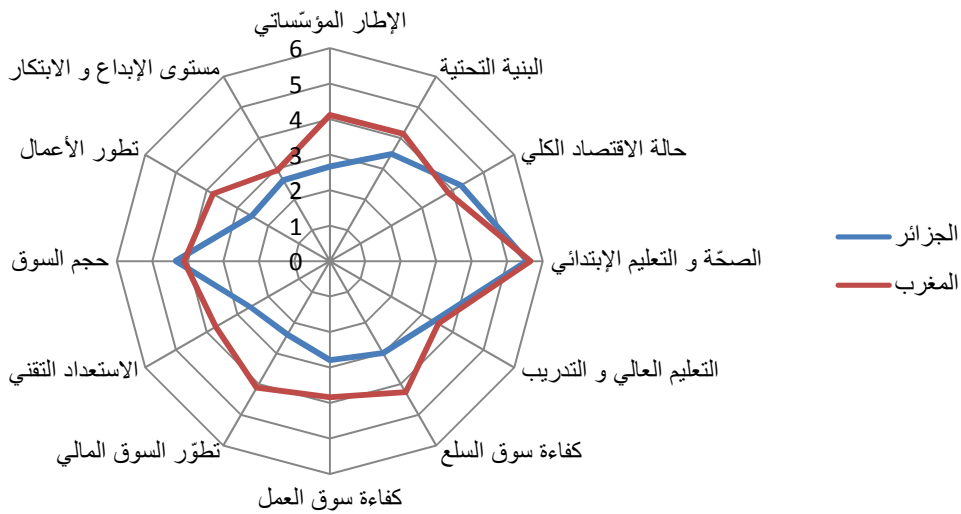 الإطار المؤسّساتي
البنية التحتية
حالة الاقتصاد الكلي
الصحّة و التعليم الإبتدائي
التعليم العالي و التدريب
كفاءة سوق السلع
كفاءة سوق العمل
تطوّر السوق المالي
الاستعداد التقني
حجم السوق
تطور الأعمال
مستوى الإبداع و الابتكار
6
5
4
3
2
1
0
الجزائر
المغرب